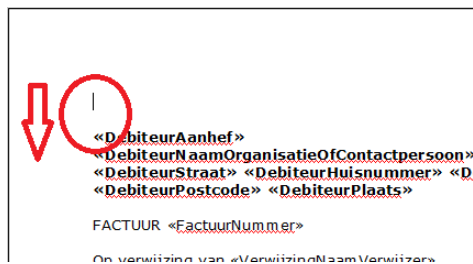 «DebiteurAanhef»
«DebiteurNaamOrganisatieOfContactpersoon»
«DebiteurStraat» «DebiteurHuisnummer» «D
«DebiteurPostcode» «DebiteurPlaats»
FACTUUR «FactuurNummer»
Op verwijzing van «VerwijzingNaamVerwijzer»